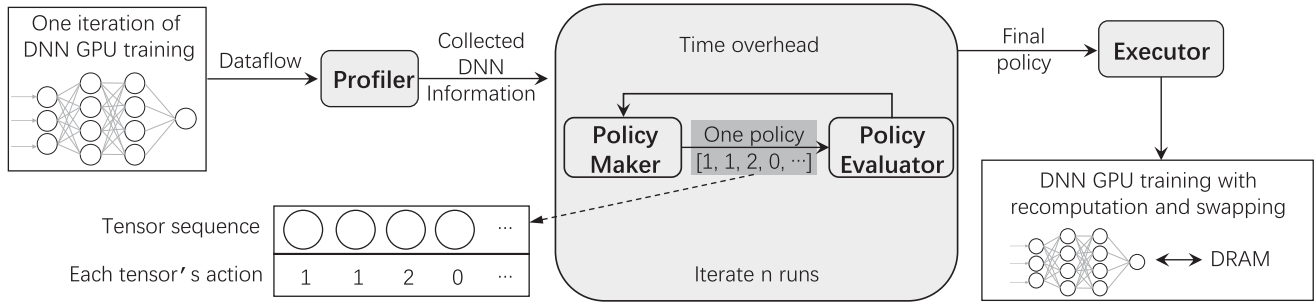 One iteration of
DNN GPU training
Dataflow
Profiler
Collected
DNN
Information
Time overhead
Policy
Maker
One policy
[1, 1, 2, 0, ···]
Policy
Evaluator
Iterate n runs
Final
policy
Executor
DNN GPU training with
recomputation and swapping
DRAM
Tensor sequence ···
Each tensor's action 1 1 2 0 ···